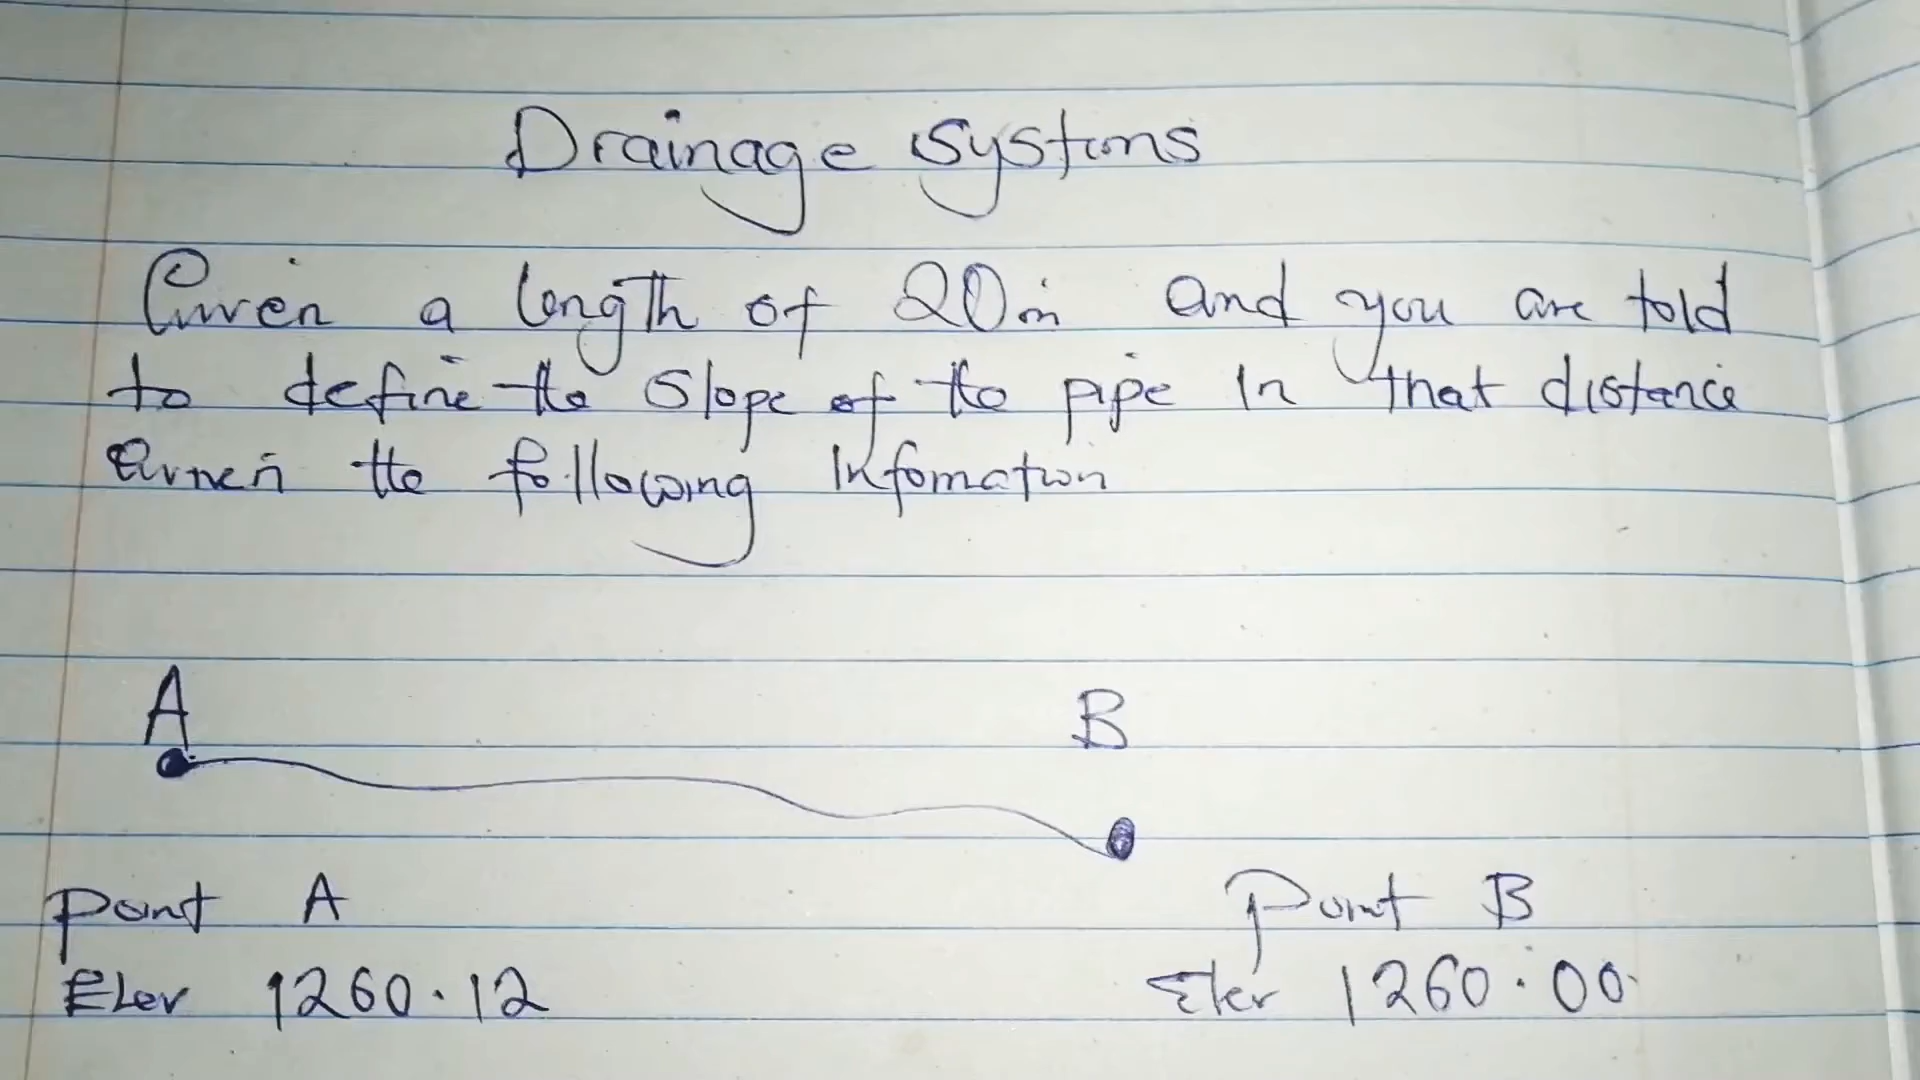 Drainage systems
Given a length of 20m and you are told
to define the slope of the pipe in that distance
Given the following Infomation
A
B
Point A
Point B
Elev 1260.12
Elev 1260.00